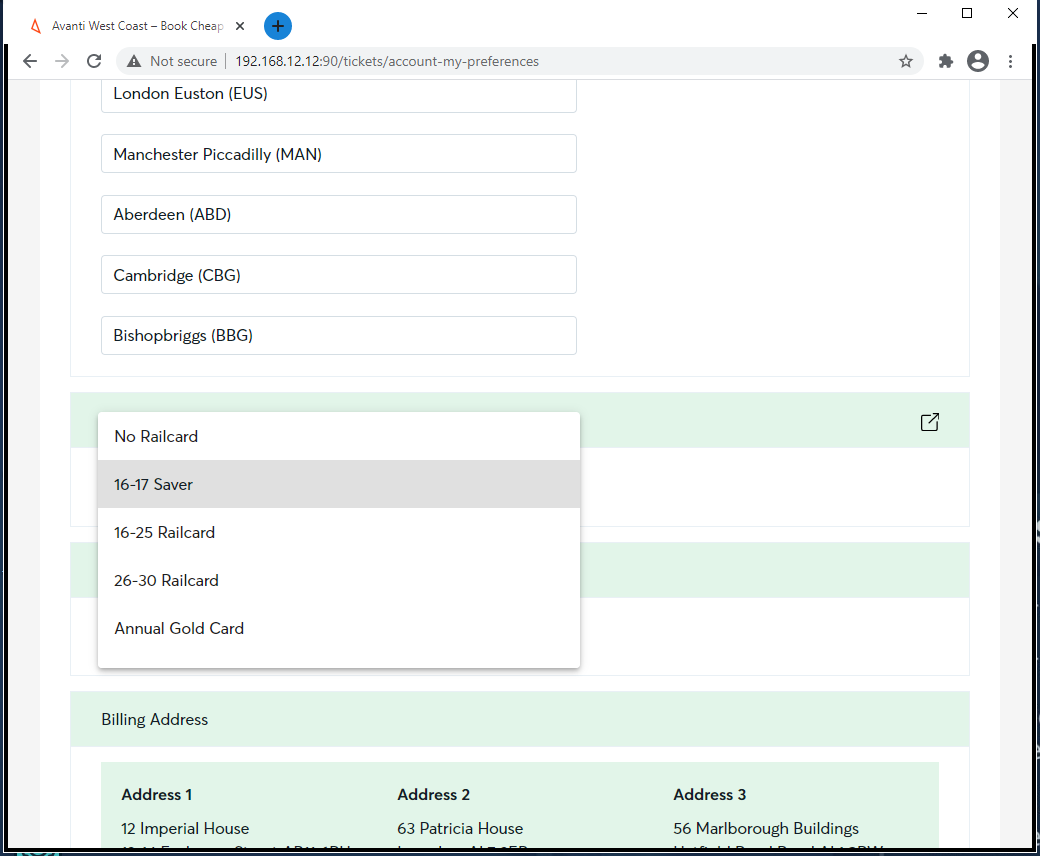 Avanti West Coast – Book Cheap
Not secure
192.168.12.12:90/tickets/account-my-preferences
London Euston (EUS)
Manchester Piccadilly (MAN)
Aberdeen (ABD)
Cambridge (CBG)
Bishopbriggs (BBG)
No Railcard
16-17 Saver
16-25 Railcard
26-30 Railcard
Annual Gold Card
Billing Address
Address 1 Address 2 Address 3
12 Imperial House 63 Patricia House 56 Marlborough Buildings